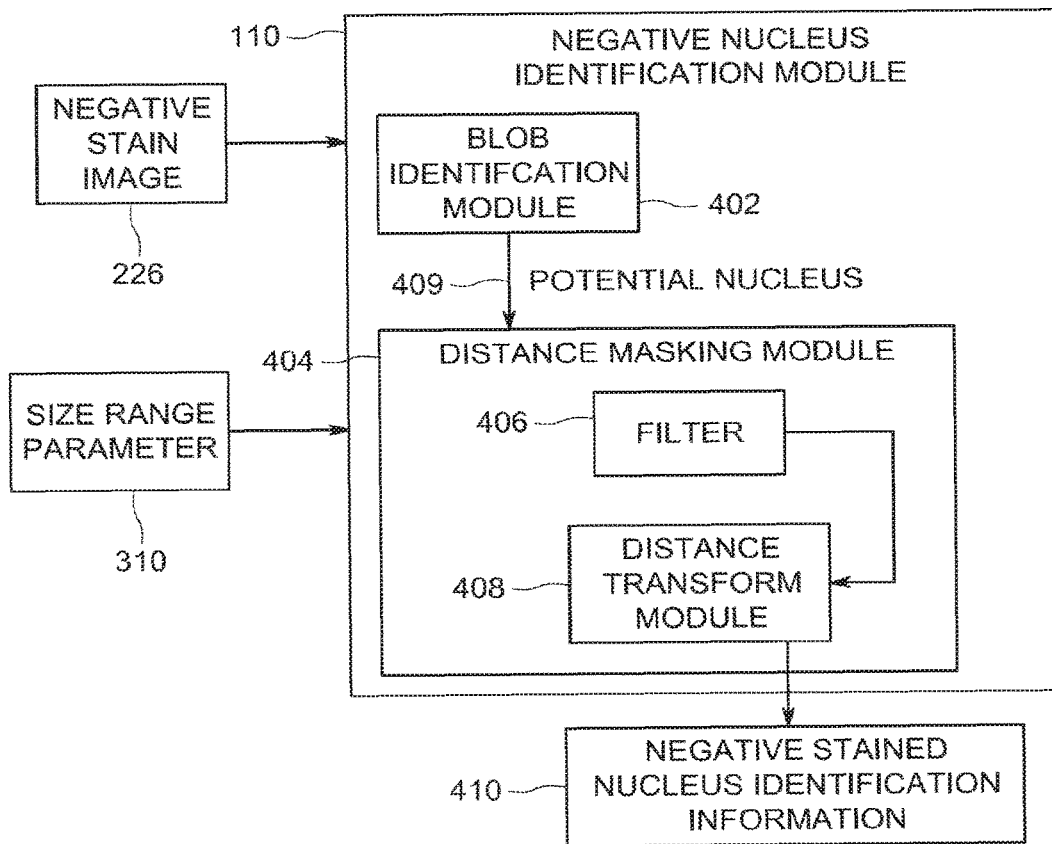 110
NEGATIVE NUCLEUS
IDENTIFICATION MODULE
NEGATIVE
STAIN
IMAGE
226
BLOB
IDENTIFCATION
MODULE
402
409
POTENTIAL NUCLEUS
404
DISTANCE MASKING MODULE
SIZE RANGE
PARAMETER
310
406
FILTER
408
DISTANCE
TRANSFORM
MODULE
410
NEGATIVE STAINED
NUCLEUS IDENTIFICATION
INFORMATION